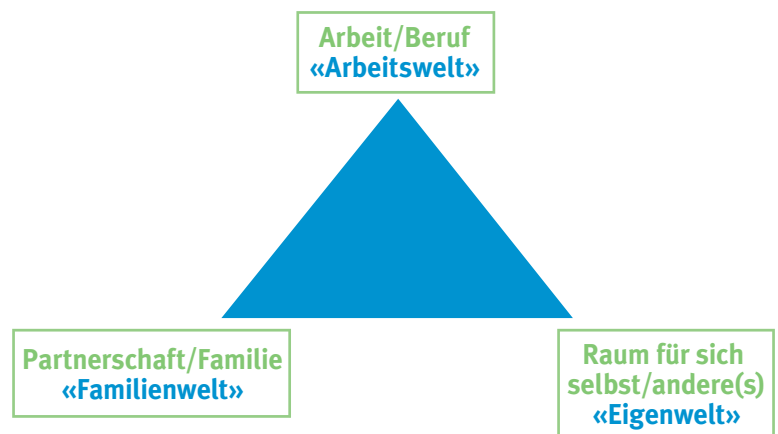 Arbeit/Beruf
«Arbeitswelt»
Partnerschaft/Familie
«Familienwelt»
Raum für sich
selbst/andere(s)
«Eigenwelt»